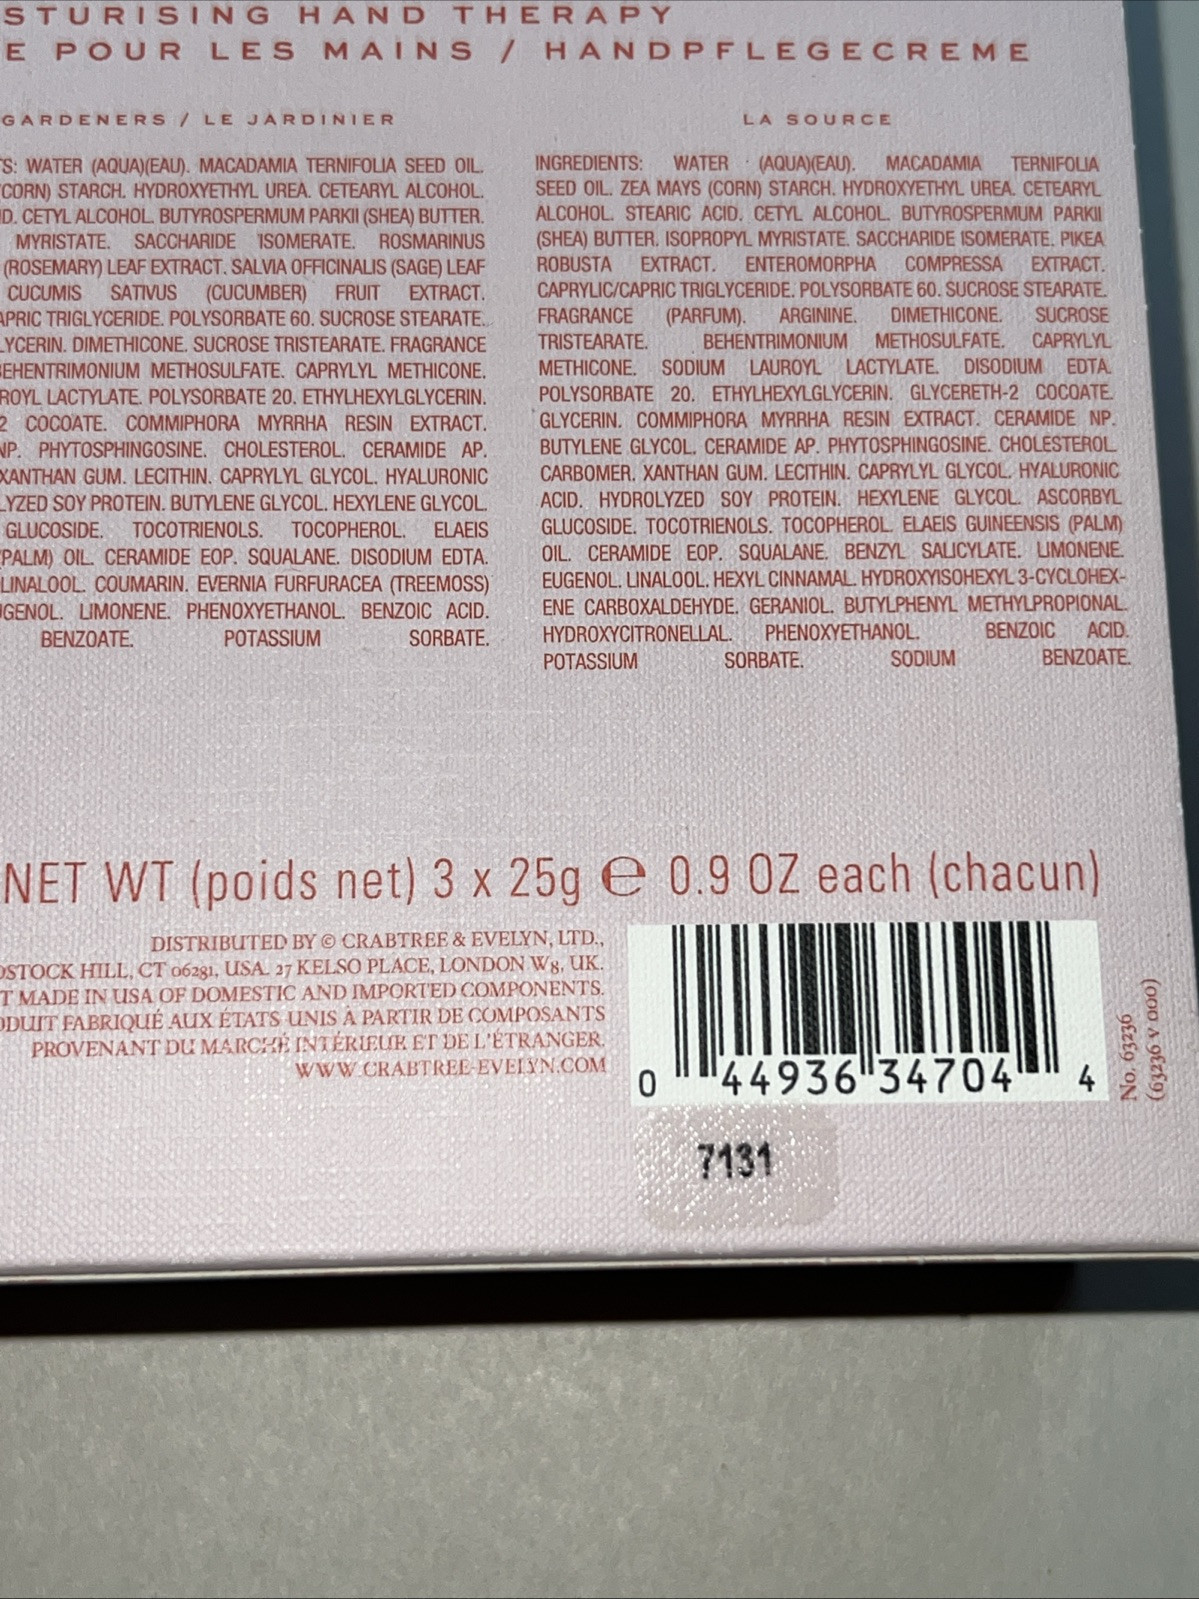 STURISING HAND THERAPY
E POUR LES MAINS / HANDPFLEGECREME
GARDENERS / LE JARDINIER
TS: WATER (AQUA)(EAU). MACADAMIA TERNIFOLIA SEED OIL.
(CORN) STARCH. HYDROXYETHYL UREA. CETEARYL ALCOHOL.
ID. CETYL ALCOHOL. BUTYROSPERMUM PARKII (SHEA) BUTTER.
MYRISTATE. SACCHARIDE ISOMERATE. ROSMARINUS
(ROSEMARY) LEAF EXTRACT. SALVIA OFFICINALIS (SAGE) LEAF
CUCUMIS SATIVUS (CUCUMBER) FRUIT EXTRACT.
APRIC TRIGLYCERIDE. POLYSORBATE 60. SUCROSE STEARATE.
LYCERIN. DIMETHICONE. SUCROSE TRISTEARATE. FRAGRANCE
BEHENTRIMONIUM METHOSULFATE. CAPRYLYL METHICONE.
ROYL LACTYLATE. POLYSORBATE 20. ETHYLHEXYLGLYCERIN.
2 COCOATE. COMMIPHORA MYRRHA RESIN EXTRACT.
NP. PHYTOSPHINGOSINE. CHOLESTEROL. CERAMIDE AP.
XANTHAN GUM. LECITHIN. CAPRYLYL GLYCOL. HYALURONIC
LYZED SOY PROTEIN. BUTYLENE GLYCOL. HEXYLENE GLYCOL.
GLUCOSIDE. TOCOTRIENOLS. TOCOPHEROL. ELAEIS
(PALM) OIL. CERAMIDE EOP. SQUALANE. DISODIUM EDTA.
LINALOOL. COUMARIN. EVERNIA FURFURACEA (TREEMOSS)
UGENOL. LIMONENE. PHENOXYETHANOL. BENZOIC ACID.
BENZOATE. POTASSIUM SORBATE.
LA SOURCE
INGREDIENTS: WATER (AQUA)(EAU). MACADAMIA TERNIFOLIA
SEED OIL. ZEA MAYS (CORN) STARCH. HYDROXYETHYL UREA. CETEARYL
ALCOHOL. STEARIC ACID. CETYL ALCOHOL. BUTYROSPERMUM PARKII
(SHEA) BUTTER. ISOPROPYL MYRISTATE. SACCHARIDE ISOMERATE. PIKEA
ROBUSTA EXTRACT. ENTEROMORPHA COMPRESSA EXTRACT.
CAPRYLIC/CAPRIC TRIGLYCERIDE. POLYSORBATE 60. SUCROSE STEARATE.
FRAGRANCE (PARFUM). ARGININE. DIMETHICONE. SUCROSE
TRISTEARATE. BEHENTRIMONIUM METHOSULFATE. CAPRYLYL
METHICONE. SODIUM LAUROYL LACTYLATE. DISODIUM EDTA.
POLYSORBATE 20. ETHYLHEXYLGLYCERIN. GLYCERETH-2 COCOATE.
GLYCERIN. COMMIPHORA MYRRHA RESIN EXTRACT. CERAMIDE NP.
BUTYLENE GLYCOL. CERAMIDE AP. PHYTOSPHINGOSINE. CHOLESTEROL.
CARBOMER. XANTHAN GUM. LECITHIN. CAPRYLYL GLYCOL. HYALURONIC
ACID. HYDROLYZED SOY PROTEIN. HEXYLENE GLYCOL. ASCORBYL
GLUCOSIDE. TOCOTRIENOLS. TOCOPHEROL. ELAEIS GUINEENSIS (PALM)
OIL. CERAMIDE EOP. SQUALANE. BENZYL SALICYLATE. LIMONENE.
EUGENOL. LINALOOL. HEXYL CINNAMAL. HYDROXYISOHEXYL 3-CYCLOHEX-
ENE CARBOXALDEHYDE. GERANIOL. BUTYLPHENYL METHYLPROPIONAL.
HYDROXYCITRONELLAL. PHENOXYETHANOL. BENZOIC ACID.
POTASSIUM SORBATE. SODIUM BENZOATE.
NET WT (poids net) 3 x 25g ℮ 0.9 OZ each (chacun)
DISTRIBUTED BY © CRABTREE & EVELYN, LTD.,
DSTOCK HILL, CT 06281, USA. 27 KELSO PLACE, LONDON W8, UK.
T MADE IN USA OF DOMESTIC AND IMPORTED COMPONENTS.
ODUIT FABRIQUÉ AUX ÉTATS UNIS À PARTIR DE COMPOSANTS
PROVENANT DU MARCHÉ INTÉRIEUR ET DE L'ÉTRANGER.
WWW.CRABTREE-EVELYN.COM
0 44936 34704 4
No. 63236
(63236 V 000)
7131